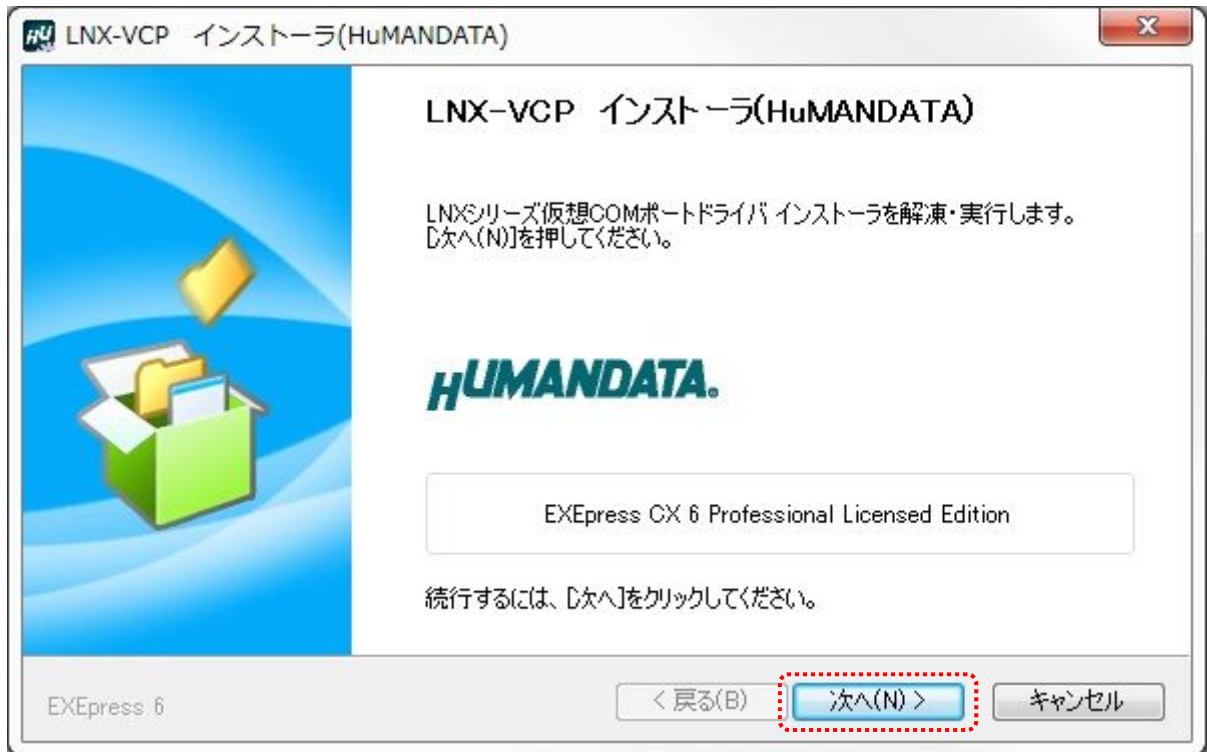 LNX-VCP インストーラ(HuMANDATA)
LNX-VCP インストーラ(HuMANDATA)
LNXシリーズ仮想COMポートドライバ インストーラを解凍・実行します。
[次へ(N)]を押してください。
HUMANDATA®
EXEpress CX 6 Professional Licensed Edition
続行するには、[次へ]をクリックしてください。
EXEpress 6
< 戻る(B) 次へ(N) > キャンセル